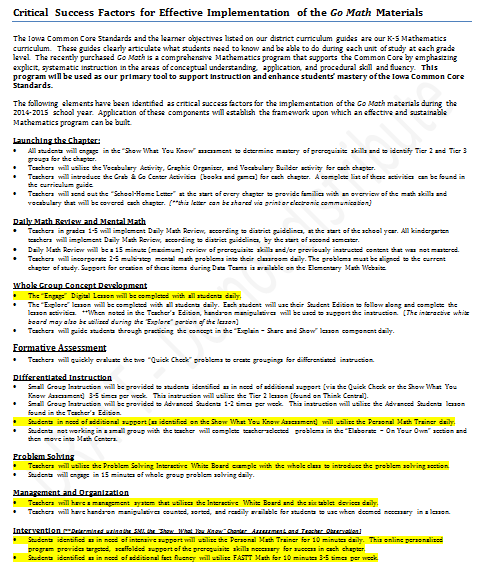 Critical Success Factors for Effective Implementation of the Go Math Materials
The Iowa Common Core Standards and the learner objectives listed on our district curriculum guides are our K-5 Mathematics
curriculum. These guides clearly articulate what students need to know and be able to do during each unit of study at each grade
level. The recently purchased Go Math is a comprehensive Mathematics program that supports the Common Core by emphasizing
explicit, systematic instruction in the areas of conceptual understanding, application, and procedural skill and fluency. This
program will be used as our primary tool to support instruction and enhance students' mastery of the Iowa Common Core
Standards.
The following elements have been identified as critical success factors for the implementation of the Go Math materials during the
2014-2015 school year. Application of these components will establish the framework upon which an effective and sustainable
Mathematics program can be built.
Launching the Chapter:
• All students will engage in the "Show What You Know" assessment to determine mastery of prerequisite skills and to identify Tier 2 and Tier 3
groups for the chapter.
• Teachers will utilize the Vocabulary Activity, Graphic Organizer, and Vocabulary Builder activity for each chapter.
• Teachers will introduce the Grab & Go Center Activities (books and games) for each chapter. A complete list of these activities can be found in
the curriculum guide.
• Teachers will send out the "School-Home Letter" at the start of every chapter to provide families with an overview of the math skills and
vocabulary that will be covered each chapter. (**this letter can be shared via print or electronic communication)
Daily Math Review and Mental Math
• Teachers in grades 1-5 will implement Daily Math Review, according to district guidelines, at the start of the school year. All kindergarten
teachers will implement Daily Math Review, according to district guidelines, by the start of second semester.
• Daily Math Review will be a 15 minute (maximum) review of prerequisite skills and/or previously instructed content that was not mastered.
• Teachers will incorporate 2-5 multistep mental math problems into their classroom daily. The problems must be aligned to the current
chapter of study. Support for creation of these items during Data Teams is available on the Elementary Math Website.
Whole Group Concept Development
• The "Engage" Digital Lesson will be completed with all students daily.
• The "Explore" lesson will be completed with all students daily. Each student will use their Student Edition to follow along and complete the
lesson activities. **When noted in the Teacher's Edition, hands-on manipulatives will be used to support the instruction. (The interactive white
board may also be utilized during the "Explore" portion of the lesson)
• Teachers will guide students through practicing the concept in the "Explain - Share and Show" lesson component daily.
Formative Assessment
• Teachers will quickly evaluate the two "Quick Check" problems to create groupings for differentiated instruction.
Differentiated Instruction
• Small Group Instruction will be provided to students identified as in need of additional support (via the Quick Check or the Show What You
Know Assessment) 3-5 times per week. This instruction will utilize the Tier 2 lesson (found on Think Central).
• Small Group Instruction will be provided to Advanced Students 1-2 times per week. This instruction will utilize the Advanced Students lesson
found in the Teacher's Edition.
• Students in need of additional support (as identified on the Show What You Know Assessment) will utilize the Personal Math Trainer daily.
• Students not working in a small group with the teacher will complete teacher-selected problems in the "Elaborate - On Your Own" section and
then move into Math Centers.
Problem Solving
• Teachers will utilize the Problem Solving Interactive White Board example with the whole class to introduce the problem solving section.
• Students will engage in 15 minutes of whole group problem solving daily.
Management and Organization
• Teachers will have a management system that utilizes the Interactive White Board and the six tablet devices daily.
• Teachers will have hands-on manipulatives counted, sorted, and readily available for students to use when deemed necessary in a lesson.
Intervention (**Determined using the SMI, the "Show What You Know" Chapter Assessment, and Teacher Observation)
• Students identified as in need of intensive support will utilize the Personal Math Trainer for 10 minutes daily. This online personalized
program provides targeted, scaffolded support of the prerequisite skills necessary for success in each chapter.
• Students identified as in need of additional fact fluency will utilize FASTT Math for 10 minutes 3-5 times per week.